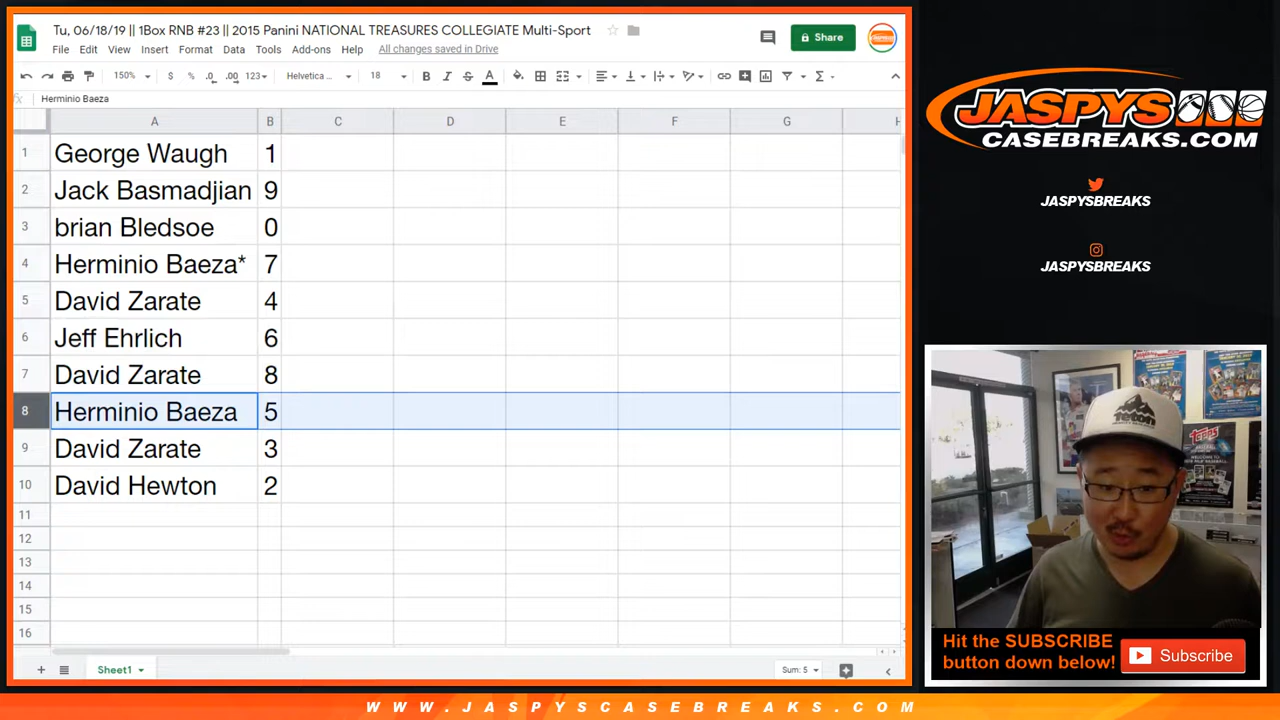 Tu, 06/18/19 || 1Box RNB #23 || 2015 Panini NATIONAL TREASURES COLLEGIATE Multi-Sport
Share
File Edit View Insert Format Data Tools Add-ons Help All changes saved in Drive
150% $ % .0 .00 123 Helvetica ... 18 B I S A
fx Herminio Baeza
A B C D E F G H
1 George Waugh 1
2 Jack Basmadjian 9
3 brian Bledsoe 0
4 Herminio Baeza* 7
5 David Zarate 4
6 Jeff Ehrlich 6
7 David Zarate 8
8 Herminio Baeza 5
9 David Zarate 3
10 David Hewton 2
11
12
13
14
15
16
Sheet1
Sum: 5
JASPYS
CASEBREAKS.COM
JASPYSBREAKS
JASPYSBREAKS
Teton
topps
Hit the SUBSCRIBE
button down below!
Subscribe
WWW.JASPYSCASEBREAKS.COM